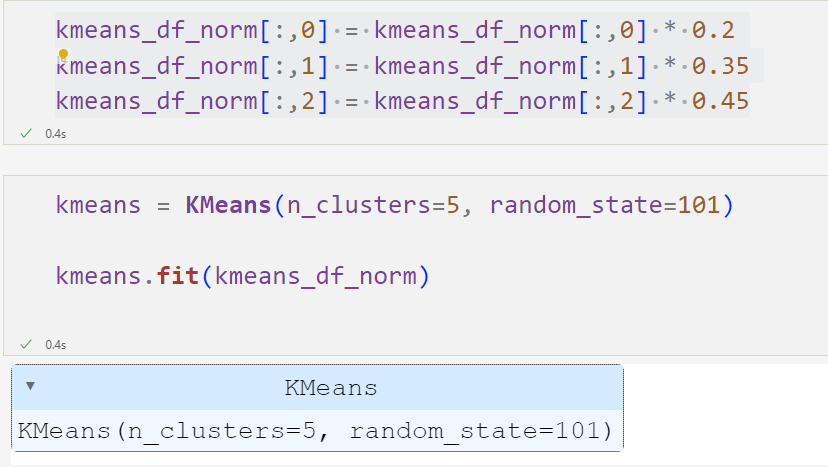 kmeans_df_norm[:,0] = kmeans_df_norm[:,0] * 0.2
kmeans_df_norm[:,1] = kmeans_df_norm[:,1] * 0.35
kmeans_df_norm[:,2] = kmeans_df_norm[:,2] * 0.45
0.4s
kmeans = KMeans(n_clusters=5, random_state=101)
kmeans.fit(kmeans_df_norm)
0.4s
KMeans
KMeans(n_clusters=5, random_state=101)